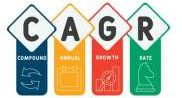 C A G R
COMPOUND ANNUAL GROWTH RATE